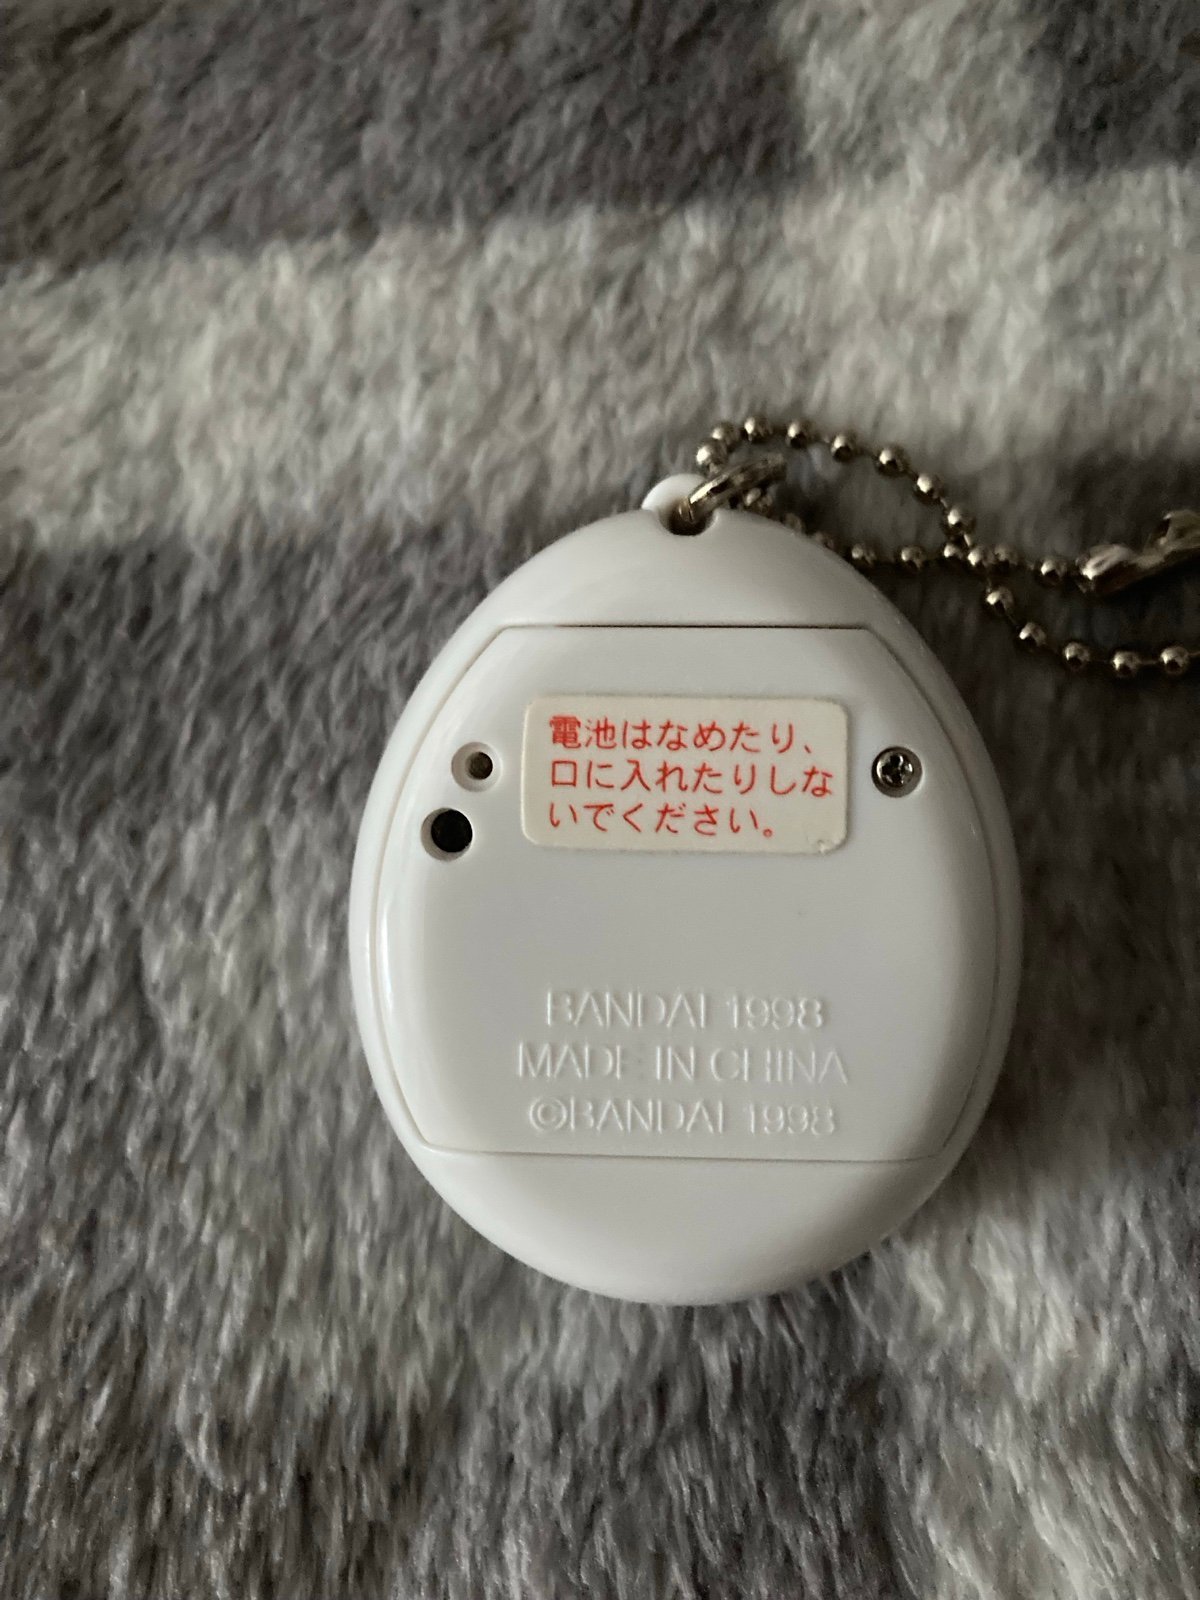 電池はなめたり、
口に入れたりしな
いでください。
BANDAI 1998
MADE IN CHINA
©BANDAI 1998